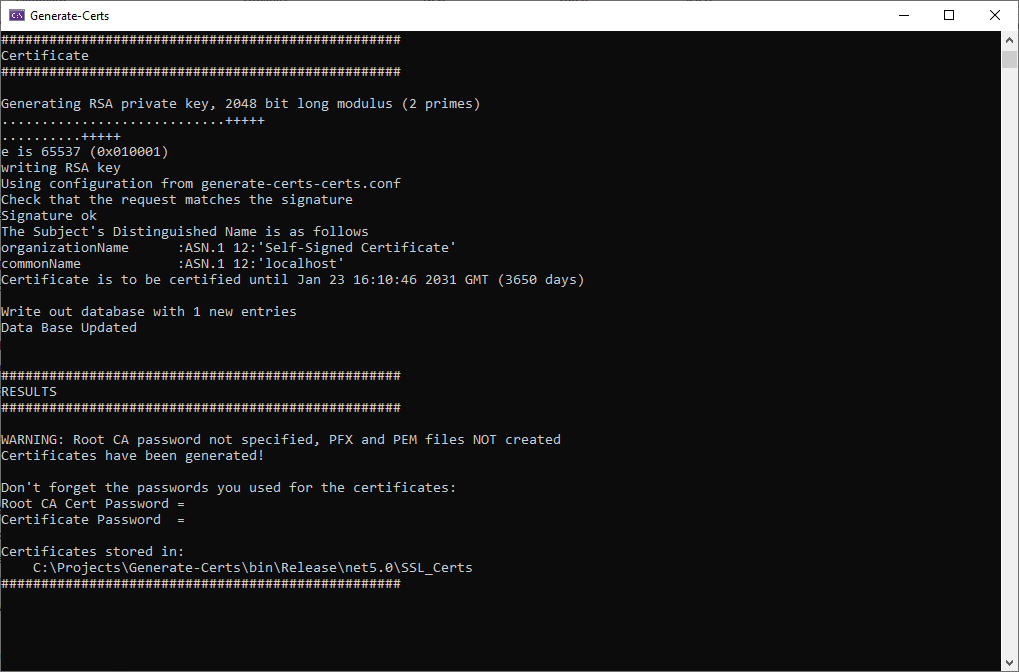 Generate-Certs
##################################################
Certificate
##################################################
Generating RSA private key, 2048 bit long modulus (2 primes)
............................+++++
..........+++++
e is 65537 (0x010001)
writing RSA key
Using configuration from generate-certs-certs.conf
Check that the request matches the signature
Signature ok
The Subject's Distinguished Name is as follows
organizationName      :ASN.1 12:'Self-Signed Certificate'
commonName            :ASN.1 12:'localhost'
Certificate is to be certified until Jan 23 16:10:46 2031 GMT (3650 days)
Write out database with 1 new entries
Data Base Updated
##################################################
RESULTS
##################################################
WARNING: Root CA password not specified, PFX and PEM files NOT created
Certificates have been generated!
Don't forget the passwords you used for the certificates:
Root CA Cert Password =
Certificate Password  =
Certificates stored in:
    C:\Projects\Generate-Certs\bin\Release\net5.0\SSL_Certs
##################################################